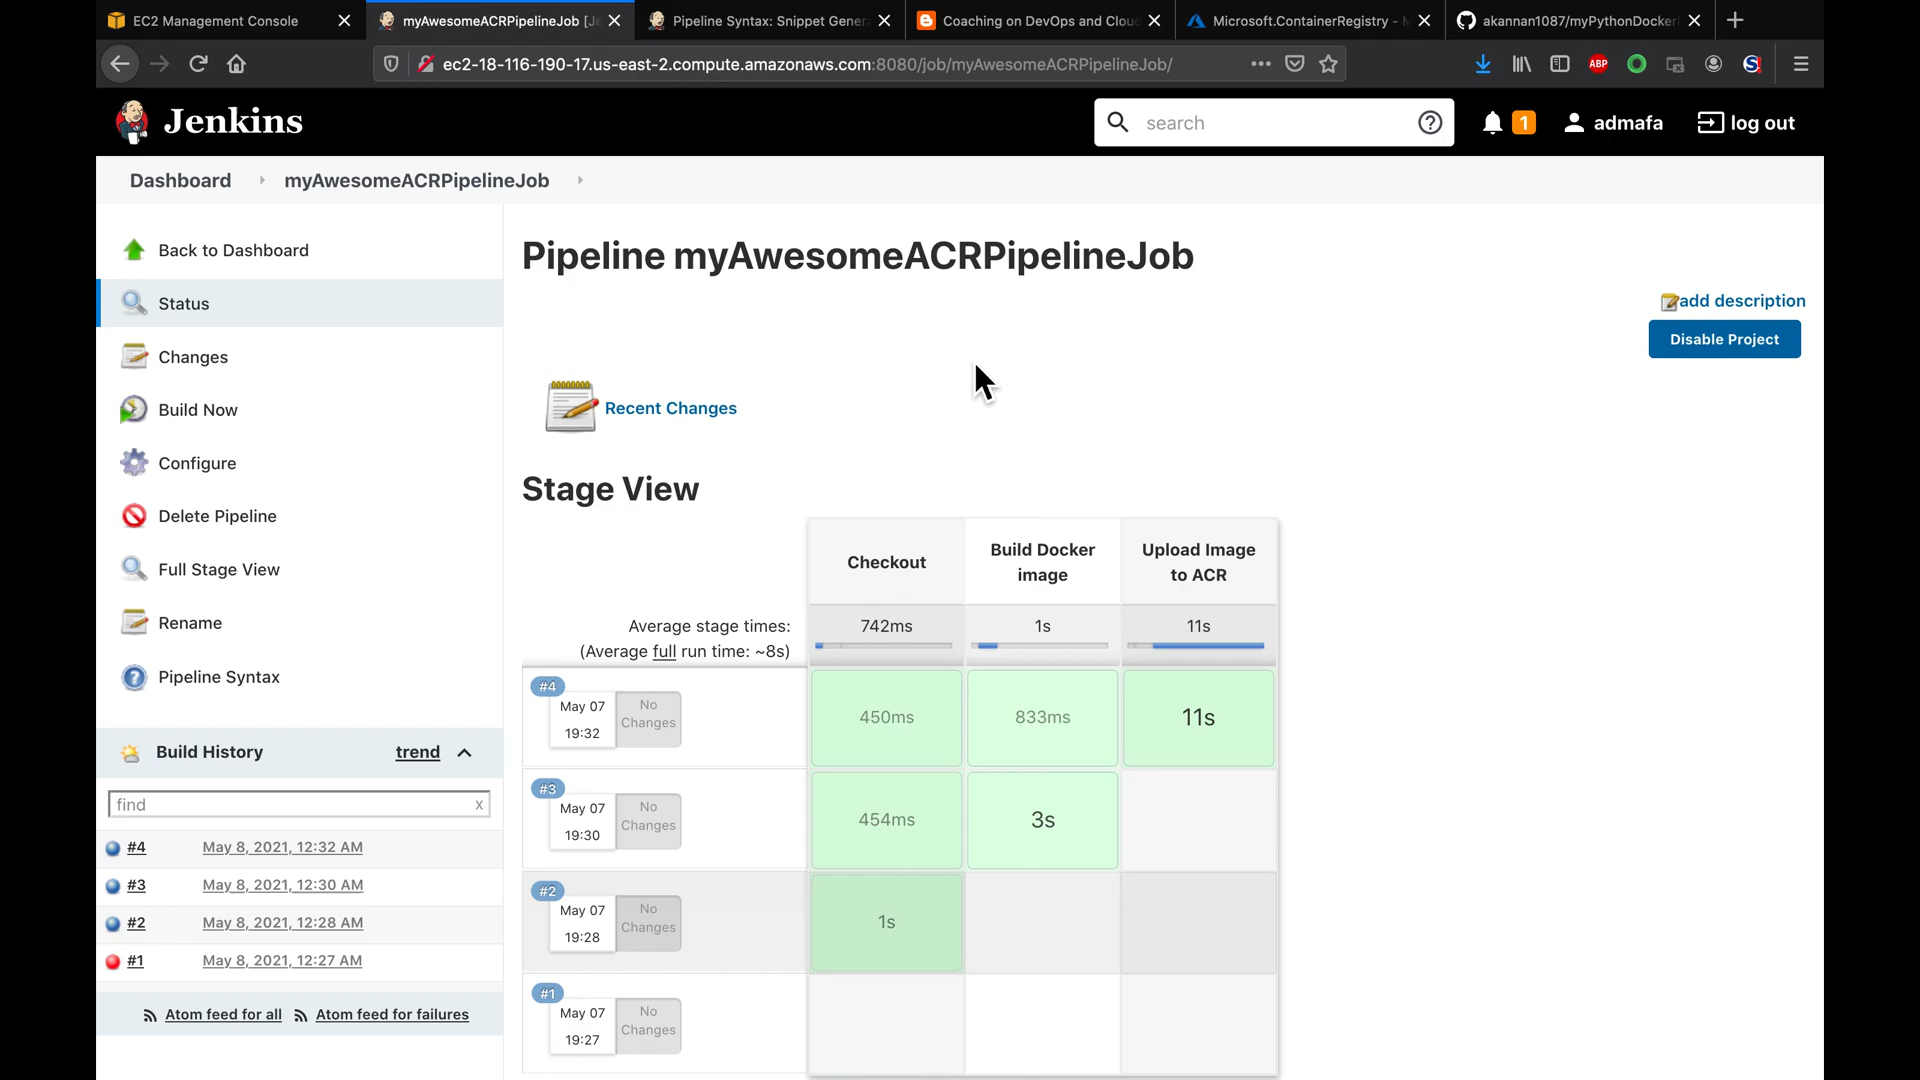 EC2 Management Console
myAwesomeACRPipelineJob [Je
Pipeline Syntax: Snippet Gener
Coaching on DevOps and Clou
Microsoft.ContainerRegistry - M
akannan1087/myPythonDocker
ec2-18-116-190-17.us-east-2.compute.amazonaws.com:8080/job/myAwesomeACRPipelineJob/
ABP
Jenkins
search
1
admafa
log out
Dashboard
myAwesomeACRPipelineJob
Back to Dashboard
Status
Changes
Build Now
Configure
Delete Pipeline
Full Stage View
Rename
Pipeline Syntax
Build History
trend
find
x
#4 May 8, 2021, 12:32 AM
#3 May 8, 2021, 12:30 AM
#2 May 8, 2021, 12:28 AM
#1 May 8, 2021, 12:27 AM
Atom feed for all
Atom feed for failures
Pipeline myAwesomeACRPipelineJob
add description
Disable Project
Recent Changes
Stage View
Checkout
Build Docker
image
Upload Image
to ACR
Average stage times:
(Average full run time: ~8s)
742ms
1s
11s
#4
May 07
19:32
No
Changes
450ms
833ms
11s
#3
May 07
19:30
No
Changes
454ms
3s
#2
May 07
19:28
No
Changes
1s
#1
May 07
19:27
No
Changes